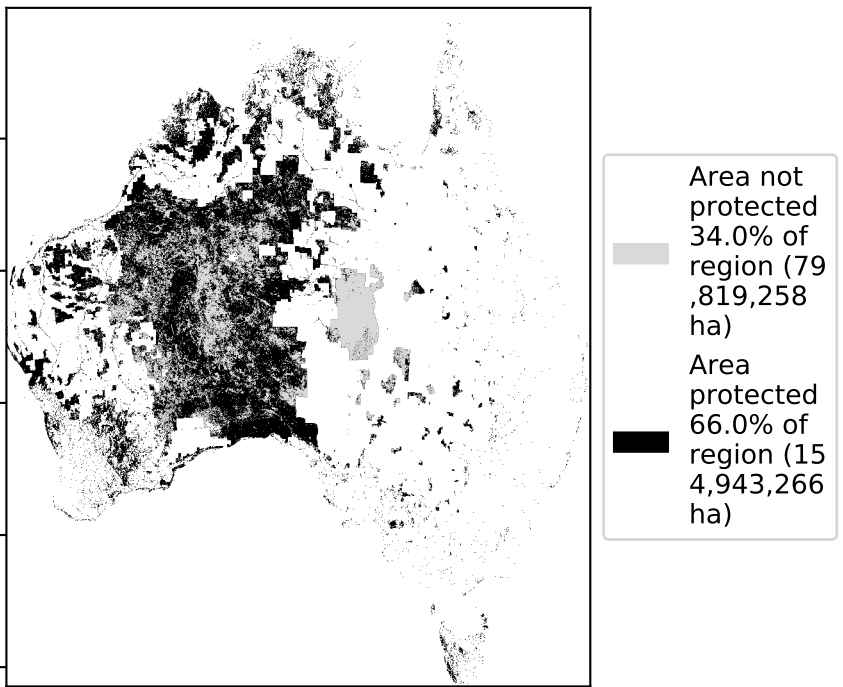 Area not
protected
34.0% of
region (79
,819,258
ha)
Area
protected
66.0% of
region (15
4,943,266
ha)